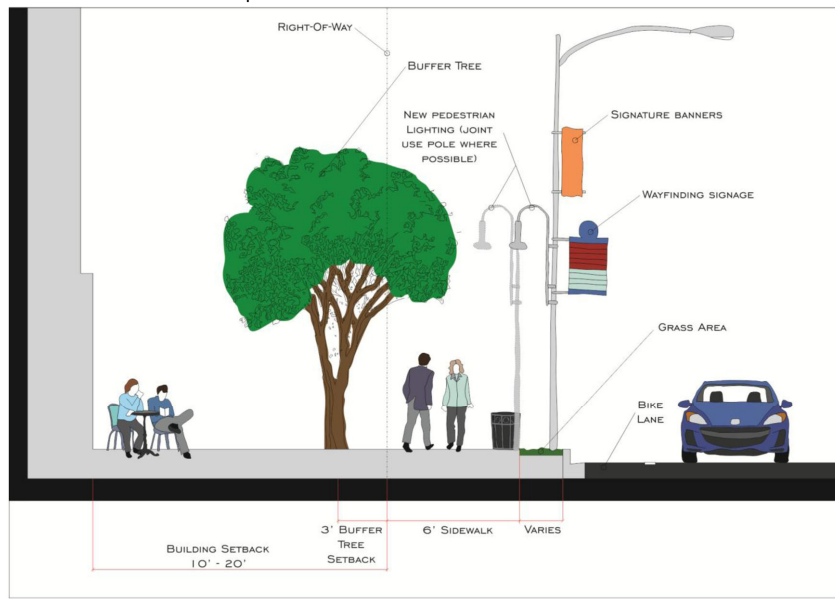 Right-Of-Way
Buffer Tree
New pedestrian
Lighting (joint
use pole where
possible)
Signature banners
Wayfinding signage
Grass Area
Bike
Lane
3' Buffer
Tree
Setback
6' Sidewalk
Varies
Building Setback
10' - 20'